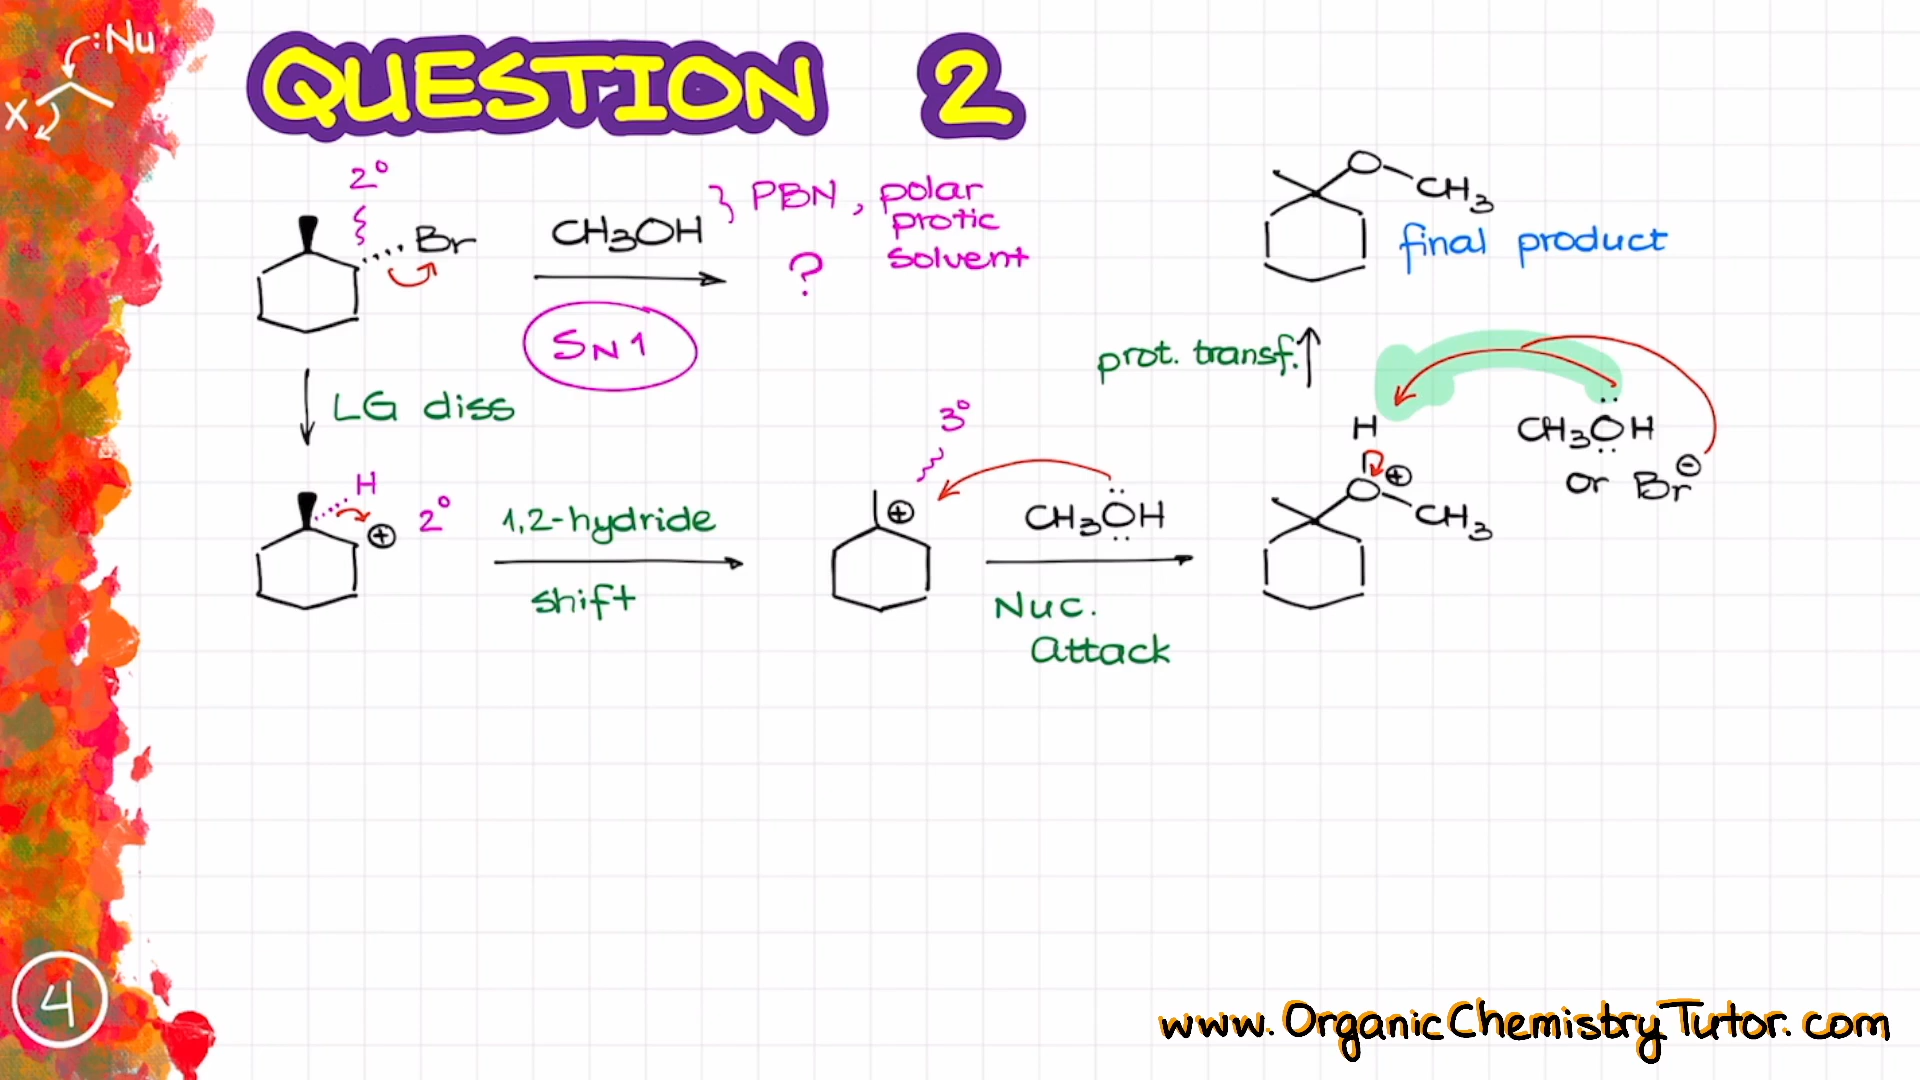 :Nu
X
QUESTION 2
2°
Br
CH₃OH
} PBN, polar
protic
solvent
?
SN1
LG diss
H
2°
⊕
1,2-hydride
shift
3°
⊕
CH₃ÖH
Nuc.
Attack
H
O⊕
CH₃
CH₃ÖH
or Br⊖
prot. transf.
O
CH₃
final product
4
www.OrganicChemistryTutor.com